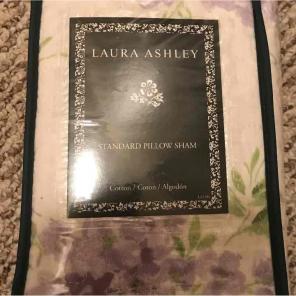 LAURA ASHLEY
STANDARD PILLOW SHAM
Cotton / Coton / Algodón